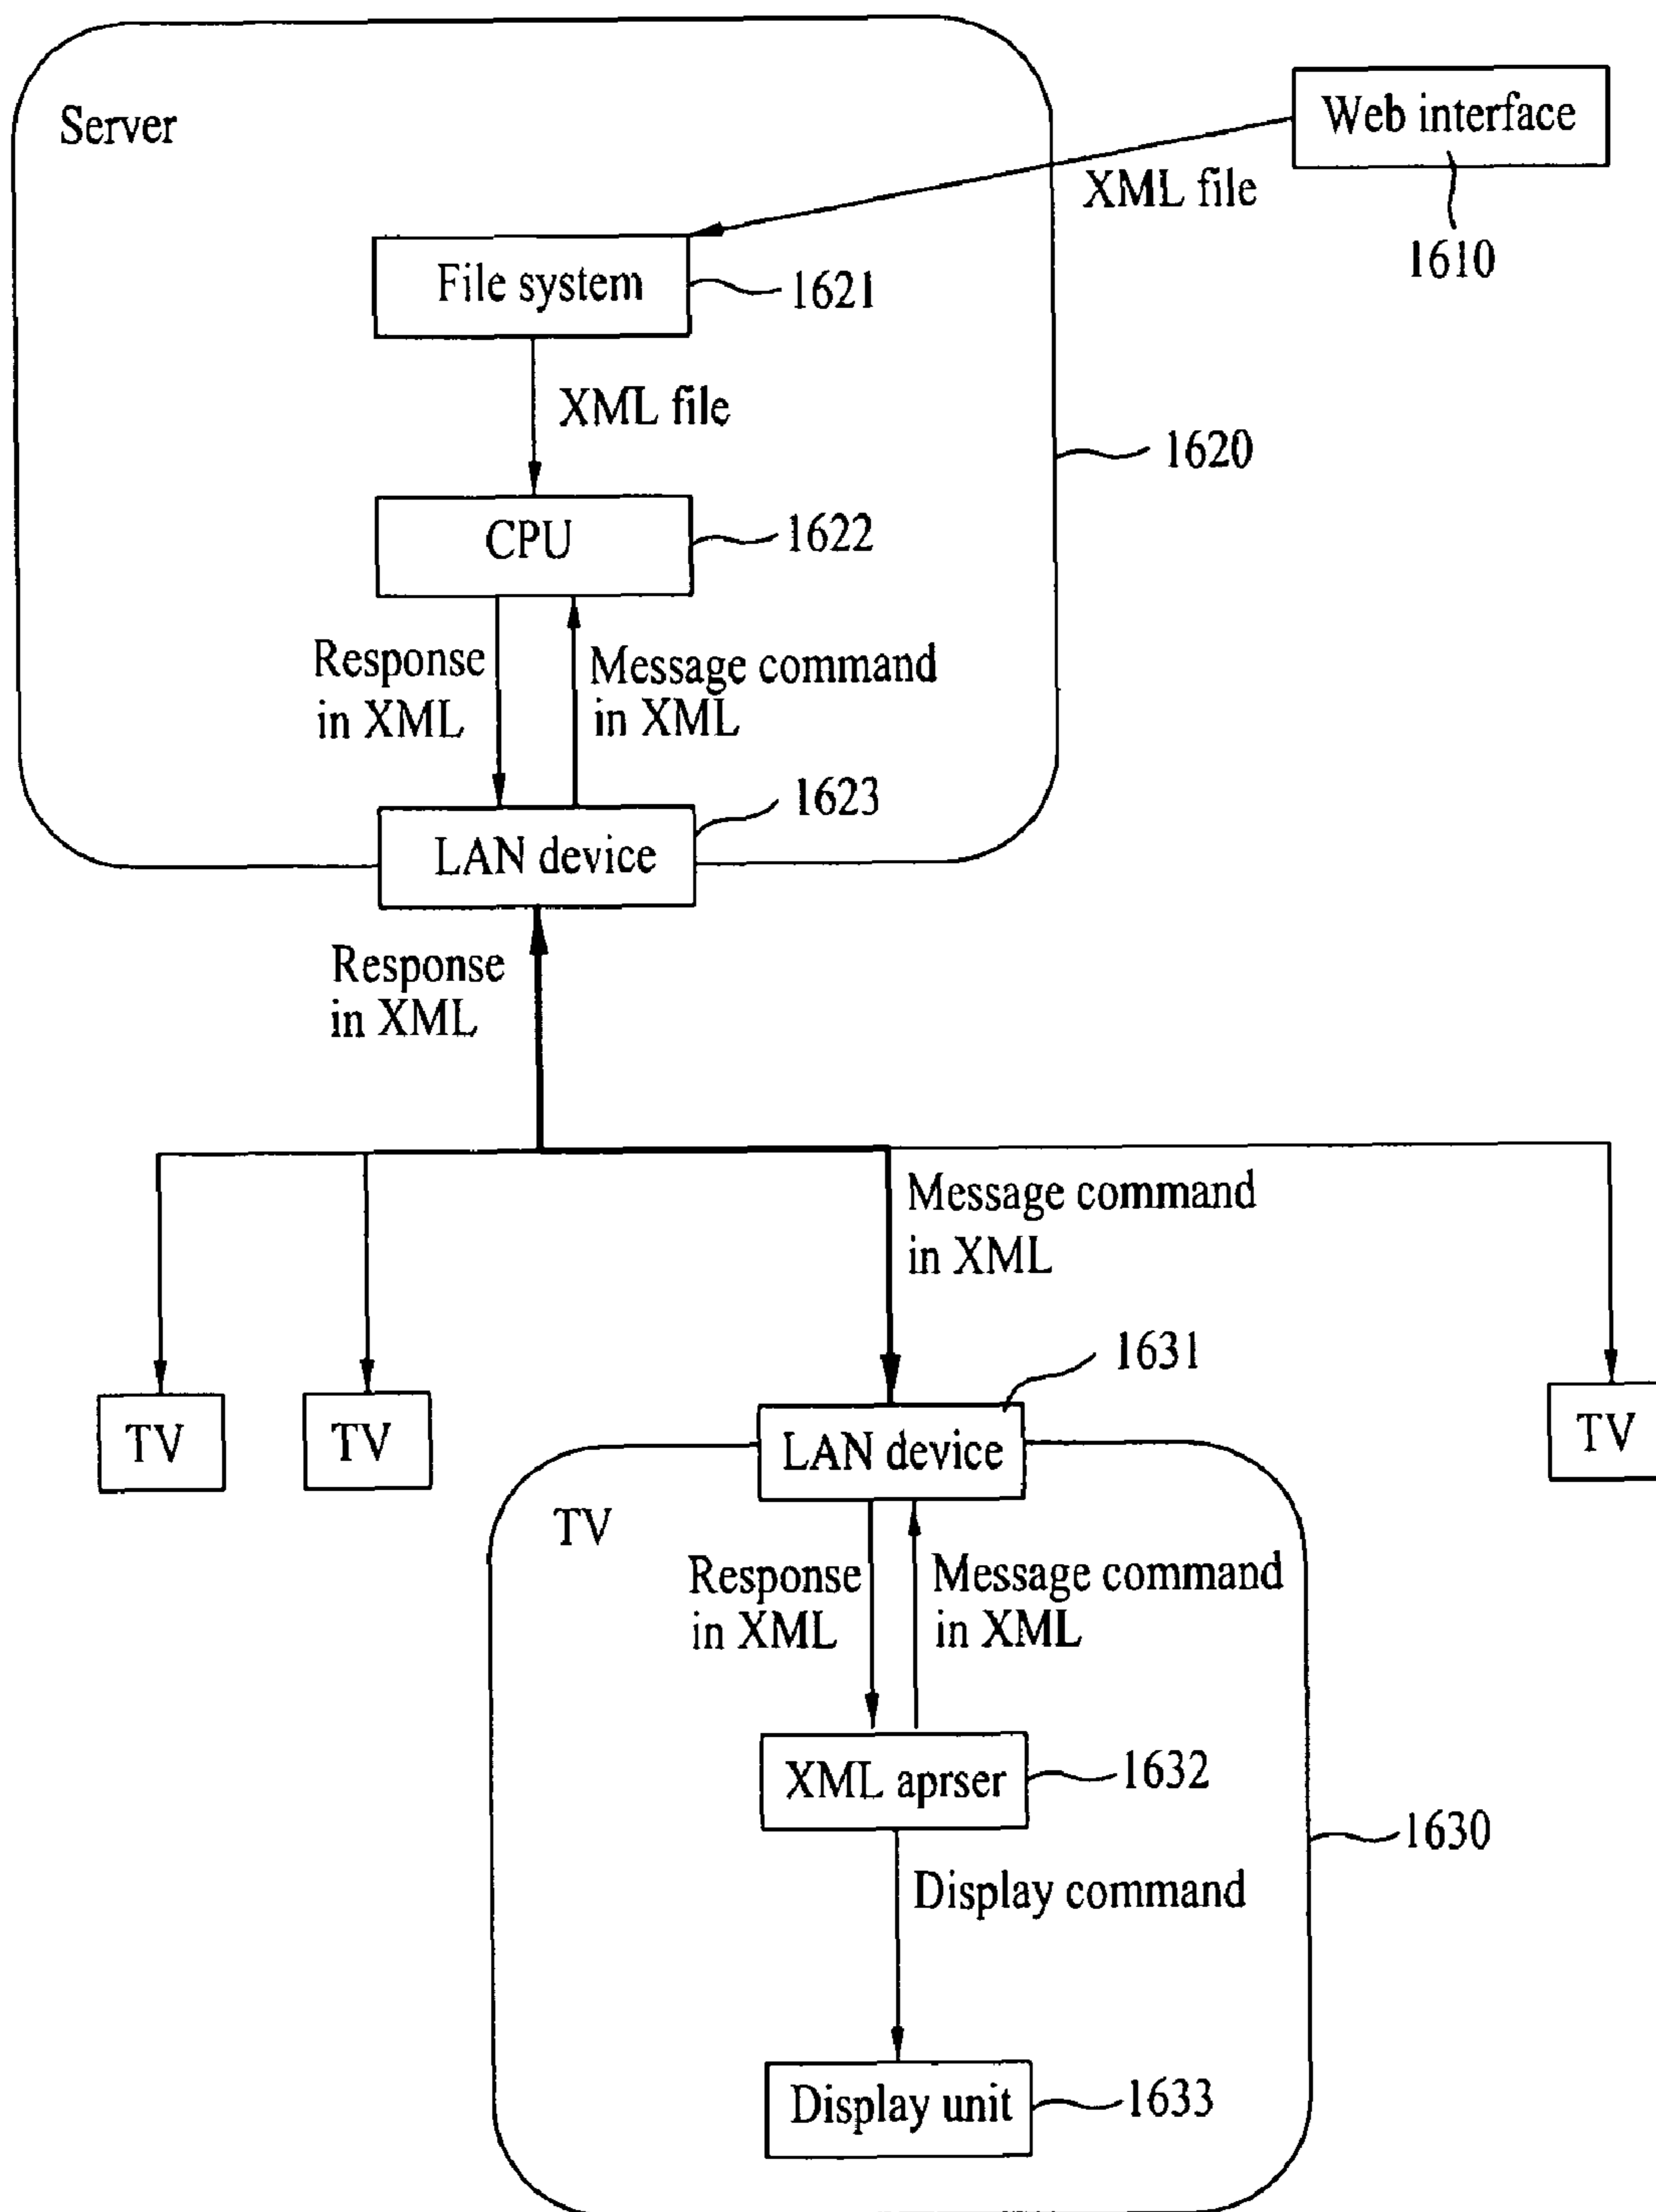 Server
Web interface
XML file
1610
File system
1621
XML file
1620
CPU
1622
Response
in XML
Message command
in XML
1623
LAN device
Response
in XML
Message command
in XML
1631
TV
TV
LAN device
TV
TV
Response
in XML
Message command
in XML
XML aprser
1632
1630
Display command
Display unit
1633